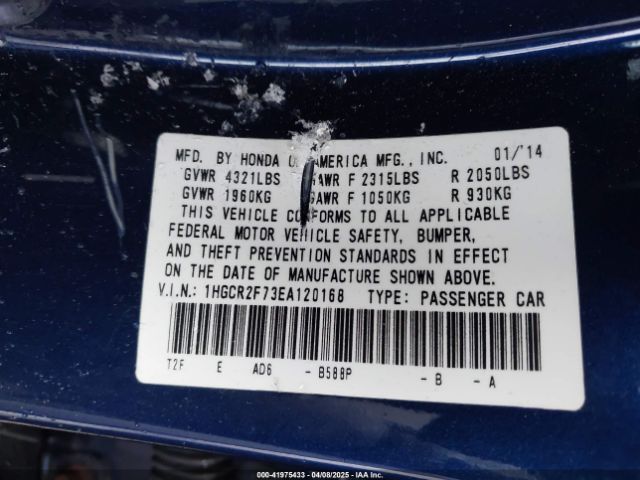 MFD. BY HONDA OF AMERICA MFG., INC. 01/'14
GVWR 4321LBS GAWR F 2315LBS R 2050LBS
GVWR 1960KG GAWR F 1050KG R 930KG
THIS VEHICLE CONFORMS TO ALL APPLICABLE
FEDERAL MOTOR VEHICLE SAFETY, BUMPER,
AND THEFT PREVENTION STANDARDS IN EFFECT
ON THE DATE OF MANUFACTURE SHOWN ABOVE.
V.I.N.: 1HGCR2F73EA120168 TYPE: PASSENGER CAR
T2F E AD6 - B588P - B - A
000-41975433 - 04/08/2025 - IAAI.COM